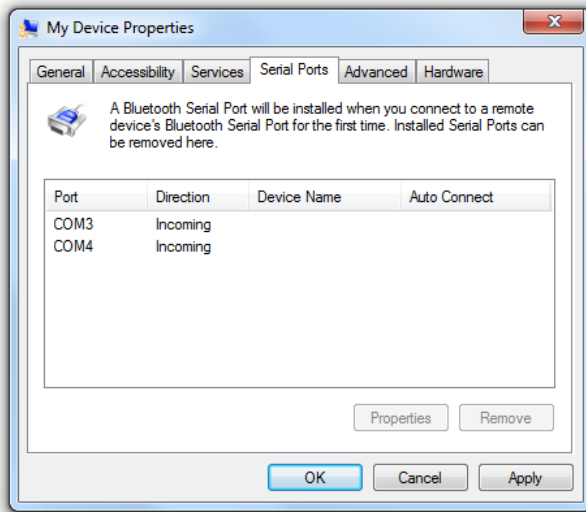 My Device Properties
General Accessibility Services Serial Ports Advanced Hardware
A Bluetooth Serial Port will be installed when you connect to a remote
device's Bluetooth Serial Port for the first time. Installed Serial Ports can
be removed here.
Port Direction Device Name Auto Connect
COM3 Incoming
COM4 Incoming
Properties Remove
OK Cancel Apply